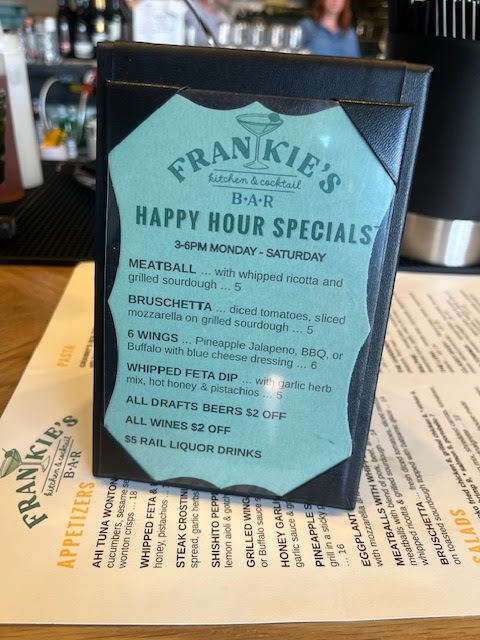 FRANKIE'S
kitchen & cocktail
B·A·R
HAPPY HOUR SPECIALS
3-6PM MONDAY - SATURDAY
MEATBALL ... with whipped ricotta and
grilled sourdough ... 5
BRUSCHETTA ... diced tomatoes, sliced
mozzarella on grilled sourdough ... 5
6 WINGS ... Pineapple Jalapeno, BBQ, or
Buffalo with blue cheese dressing ... 6
WHIPPED FETA DIP ... with garlic herb
mix, hot honey & pistachios ... 5
ALL DRAFTS BEERS $2 OFF
ALL WINES $2 OFF
$5 RAIL LIQUOR DRINKS
PASTA
FRANKIE'S
kitchen & cocktail
B·A·R
APPETIZERS
AHI TUNA WONTON
cucumbers, sesame
wonton crisps ... 18
WHIPPED FETA
honey, pistachios
STEAK CROSTINI
spread, garlic herb
SHISHITO PEPP
lemon aioli &
GRILLED WING
or Buffalo sauce
HONEY GARLI
garlic sauce &
PINEAPPLE S
grill in a sticky
... 16
EGGPLANT
with mozzarella
MEATBALLS WITH WHIP
meatballs & grilled
BRUSCHETTA
on toasted sourdough
SALADS